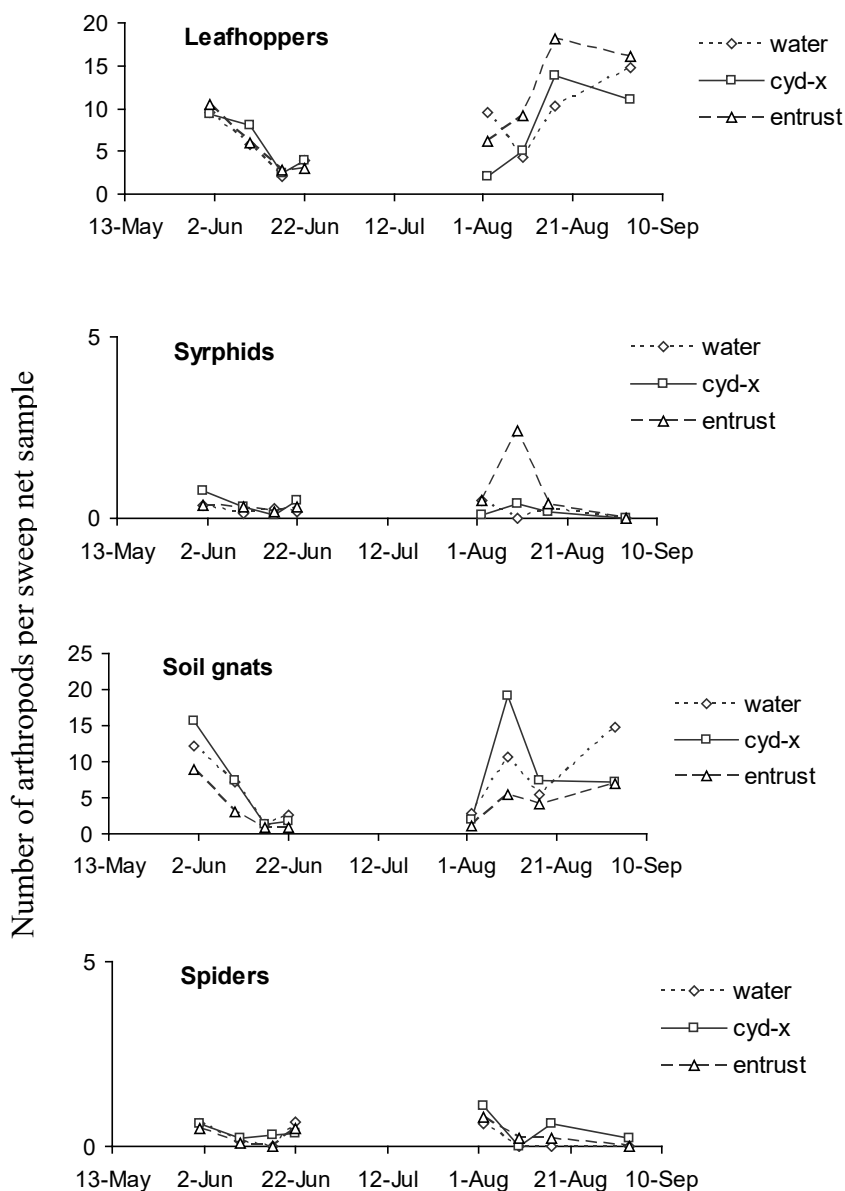 Number of arthropods per sweep net sample
Leafhoppers
20
15
10
5
0
13-May 2-Jun 22-Jun 12-Jul 1-Aug 21-Aug 10-Sep
water
cyd-x
entrust
Syrphids
5
0
13-May 2-Jun 22-Jun 12-Jul 1-Aug 21-Aug 10-Sep
water
cyd-x
entrust
Soil gnats
25
20
15
10
5
0
13-May 2-Jun 22-Jun 12-Jul 1-Aug 21-Aug 10-Sep
water
cyd-x
entrust
Spiders
5
0
13-May 2-Jun 22-Jun 12-Jul 1-Aug 21-Aug 10-Sep
water
cyd-x
entrust